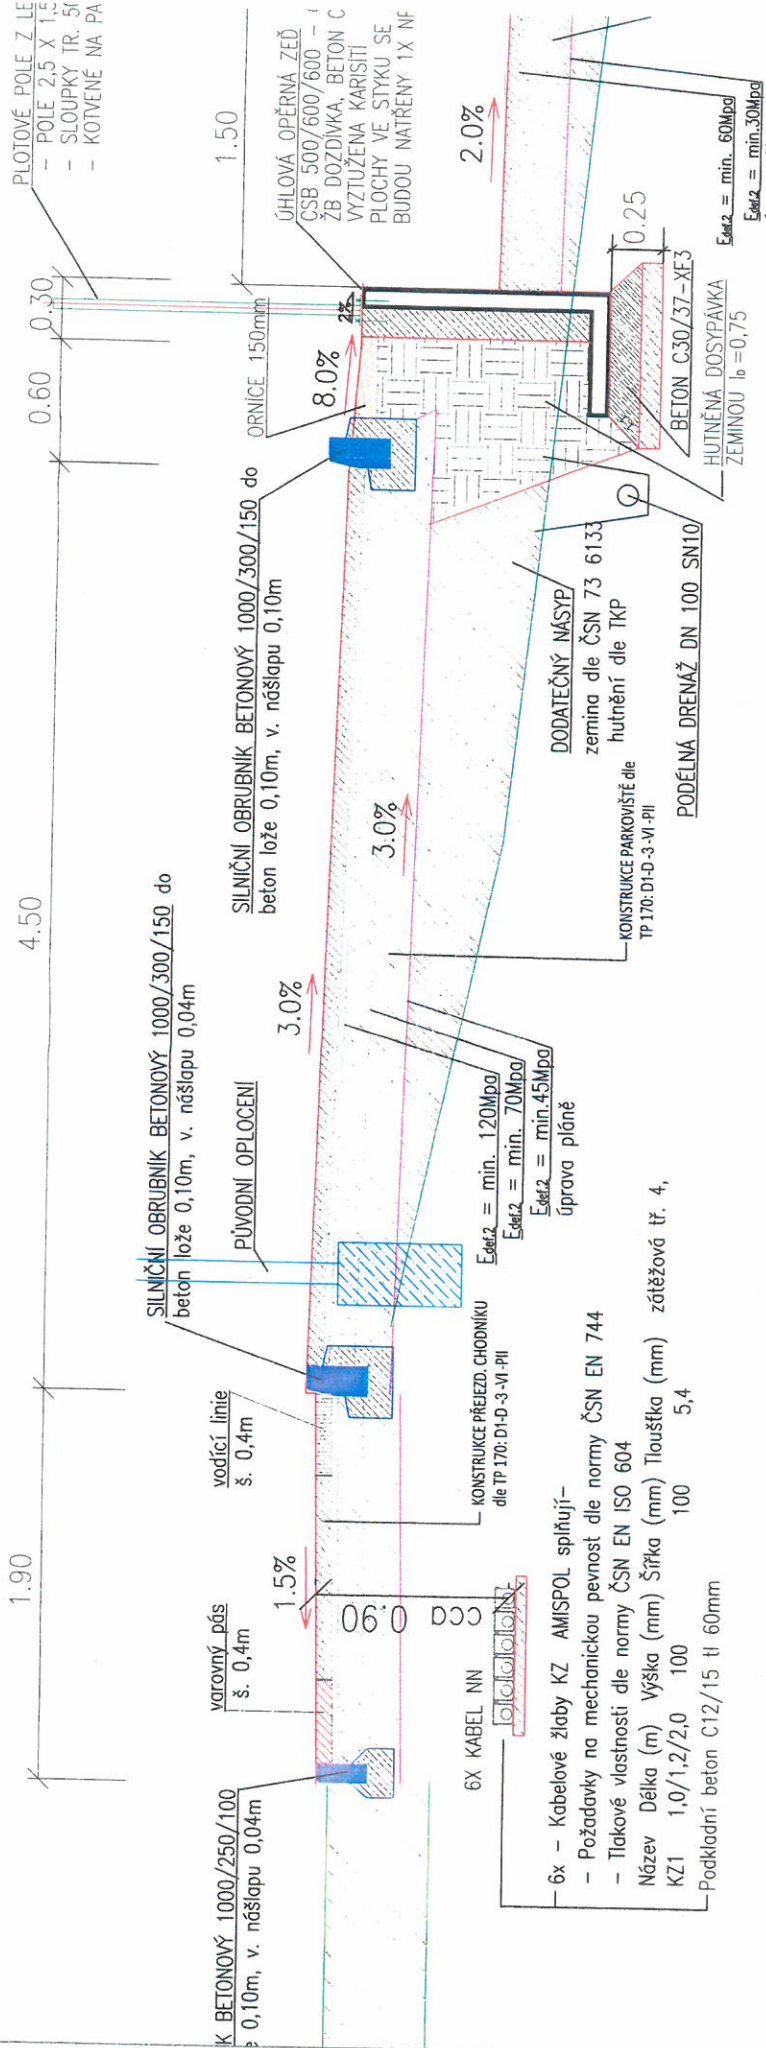 PLOTOVÉ POLE Z LE
- POLE 2,5 X 1,5
- SLOUPKY TR.
- KOTVENÉ NA PA
1.90
4.50
0.60
0.30
1.50
ÚHLOVÁ OPĚRNÁ ZEĎ
ČSB 500/600/600 -
ŽB DOZDÍVKA, BETON C
VYZTUŽENA KARISÍTÍ
PLOCHY VE STYKU SE
BUDOU NATŘENY 1X
K BETONOVÝ 1000/250/100
e 0,10m, v. nášlapu 0,04m
varovný pás
š. 0,4m
vodící linie
š. 0,4m
SILNIČNÍ OBRUBNÍK BETONOVÝ 1000/300/150 do
beton lože 0,10m, v. nášlapu 0,04m
PŮVODNÍ OPLOCENÍ
SILNIČNÍ OBRUBNÍK BETONOVÝ 1000/300/150 do
beton lože 0,10m, v. nášlapu 0,10m
ORNICE 150mm
1.5%
3.0%
8.0%
2%
2.0%
3.0%
cca 0.90
6X KABEL NN
KONSTRUKCE PŘEJEZD. CHODNÍKU
dle TP 170: D1-D-3-VI-PII
Edef,2 = min. 120Mpa
Edef,2 = min. 70Mpa
Edef,2 = min.45Mpa
úprava pláně
KONSTRUKCE PARKOVIŠTĚ dle
TP 170: D1-D-3-VI-PII
DODATEČNÝ NÁSYP
zemina dle ČSN 73 6133
hutnění dle TKP
PODÉLNÁ DRENÁŽ DN 100 SN10
BETON C30/37-XF3
HUTNĚNÁ DOSYPÁVKA
ZEMINOU ID=0,75
0.25
Edef,2 = min. 60Mpa
Edef,2 = min.30Mpa
6x - Kabelové žlaby KZ AMISPOL splňují-
- Požadavky na mechanickou pevnost dle normy ČSN EN 744
- Tlakové vlastnosti dle normy ČSN EN ISO 604
Název Délka (m) Výška (mm) Šířka (mm) Tloušťka (mm) zátěžová tř. 4,
KZ1 1,0/1,2/2,0 100 100 5,4
Podkladní beton C12/15 tl 60mm